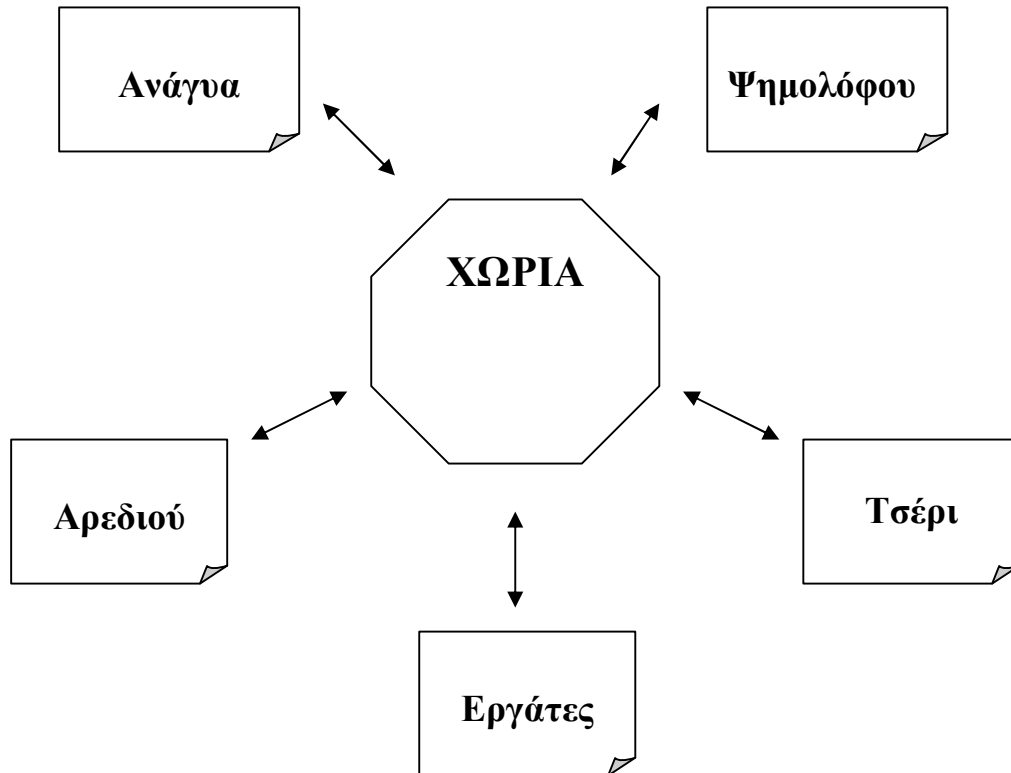 Ανάγυα
Ψημολόφου
ΧΩΡΙΑ
Αρεδιού
Τσέρι
Εργάτες